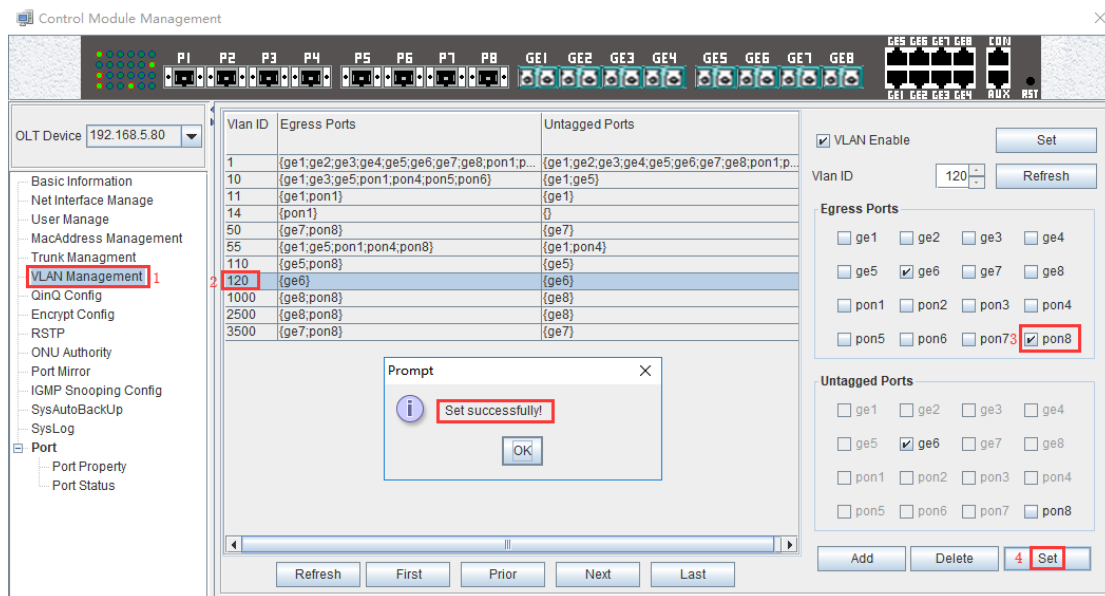 Control Module Management
P1 P2 P3 P4 P5 P6 P7 P8 GE1 GE2 GE3 GE4 GE5 GE6 GE7 GE8
GE5 GE6 GE7 GE8 CON
GE1 GE2 GE3 GE4 AUX RST
OLT Device 192.168.5.80
Basic Information
Net Interface Manage
User Manage
MacAddress Management
Trunk Managment
VLAN Management 1
QinQ Config
Encrypt Config
RSTP
ONU Authority
Port Mirror
IGMP Snooping Config
SysAutoBackUp
SysLog
Port
Port Property
Port Status
Vlan ID Egress Ports Untagged Ports
1 {ge1;ge2;ge3;ge4;ge5;ge6;ge7;ge8;pon1;p... {ge1;ge2;ge3;ge4;ge5;ge6;ge7;ge8;pon1;p...
10 {ge1;ge3;ge5;pon1;pon4;pon5;pon6} {ge1;ge5}
11 {ge1;pon1} {ge1}
14 {pon1} {}
50 {ge7;pon8} {ge7}
55 {ge1;ge5;pon1;pon4;pon8} {ge1;pon4}
110 {ge5;pon8} {ge5}
2 120 {ge6} {ge6}
1000 {ge8;pon8} {ge8}
2500 {ge8;pon8} {ge8}
3500 {ge7;pon8} {ge7}
Prompt
Set successfully!
OK
Refresh First Prior Next Last
VLAN Enable Set
Vlan ID 120 Refresh
Egress Ports
ge1 ge2 ge3 ge4
ge5 ge6 ge7 ge8
pon1 pon2 pon3 pon4
pon5 pon6 pon7 3 pon8
Untagged Ports
ge1 ge2 ge3 ge4
ge5 ge6 ge7 ge8
pon1 pon2 pon3 pon4
pon5 pon6 pon7 pon8
Add Delete 4 Set